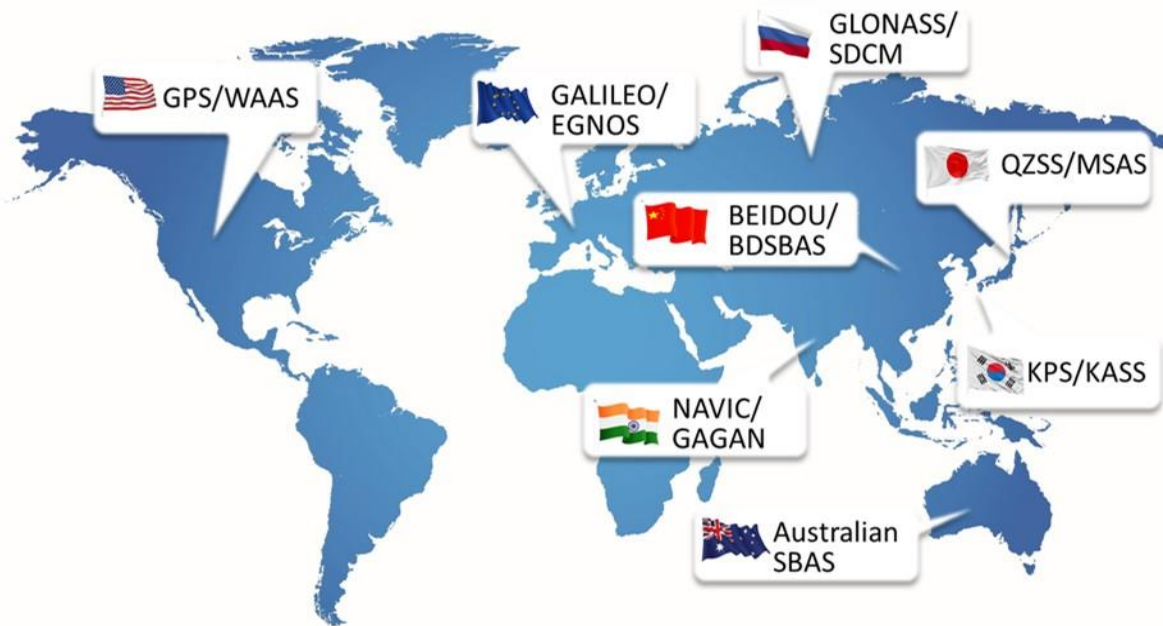 GPS/WAAS
GALILEO/
EGNOS
GLONASS/
SDCM
QZSS/MSAS
BEIDOU/
BDSBAS
KPS/KASS
NAVIC/
GAGAN
Australian
SBAS